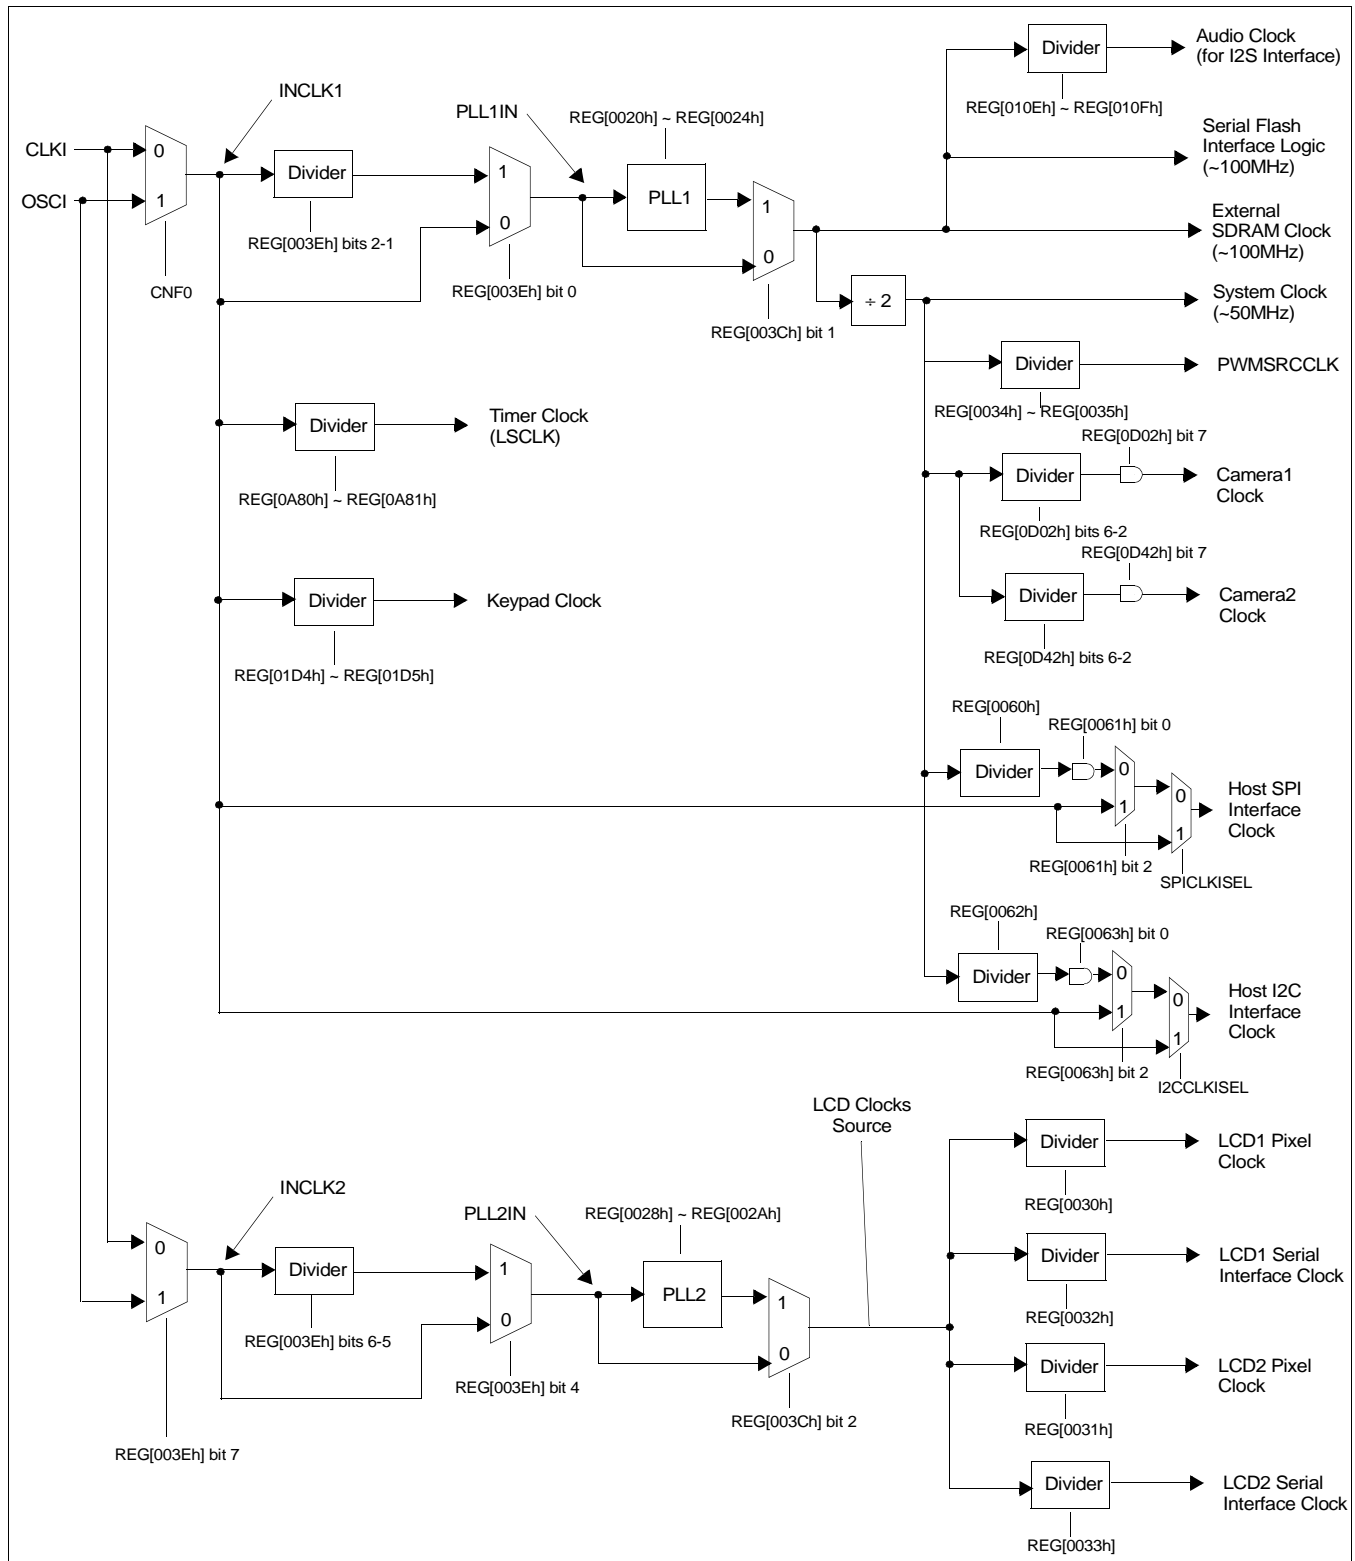 Divider
Audio Clock
(for I2S Interface)
REG[010Eh] ~ REG[010Fh]
INCLK1
PLL1IN
REG[0020h] ~ REG[0024h]
Serial Flash
Interface Logic
(~100MHz)
CLKI
OSCI
0
1
CNF0
Divider
REG[003Eh] bits 2-1
1
0
REG[003Eh] bit 0
PLL1
1
0
REG[003Ch] bit 1
÷ 2
External
SDRAM Clock
(~100MHz)
System Clock
(~50MHz)
Divider
PWMSRCCLK
REG[0034h] ~ REG[0035h]
Divider
Timer Clock
(LSCLK)
REG[0A80h] ~ REG[0A81h]
REG[0D02h] bit 7
Divider
Camera1
Clock
REG[0D02h] bits 6-2
REG[0D42h] bit 7
Divider
Camera2
Clock
REG[0D42h] bits 6-2
Divider
Keypad Clock
REG[01D4h] ~ REG[01D5h]
REG[0060h]
REG[0061h] bit 0
Divider
0
1
0
1
Host SPI
Interface
Clock
REG[0061h] bit 2
SPICLKISEL
REG[0062h]
REG[0063h] bit 0
Divider
0
1
0
1
Host I2C
Interface
Clock
REG[0063h] bit 2
I2CCLKISEL
LCD Clocks
Source
Divider
LCD1 Pixel
Clock
REG[0030h]
INCLK2
PLL2IN
REG[0028h] ~ REG[002Ah]
0
1
REG[003Eh] bit 7
Divider
REG[003Eh] bits 6-5
1
0
REG[003Eh] bit 4
PLL2
1
0
REG[003Ch] bit 2
Divider
LCD1 Serial
Interface Clock
REG[0032h]
Divider
LCD2 Pixel
Clock
REG[0031h]
Divider
LCD2 Serial
Interface Clock
REG[0033h]